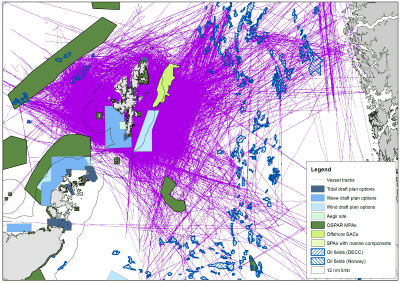 Legend
Vessel tracks
Tidal draft plan options
Wave draft plan options
Wind draft plan options
Aegir site
OSPAR MPAs
Offshore SACs
SPAs with marine components
Oil fields (DECC)
Oil fields (Norway)
12 nm limit